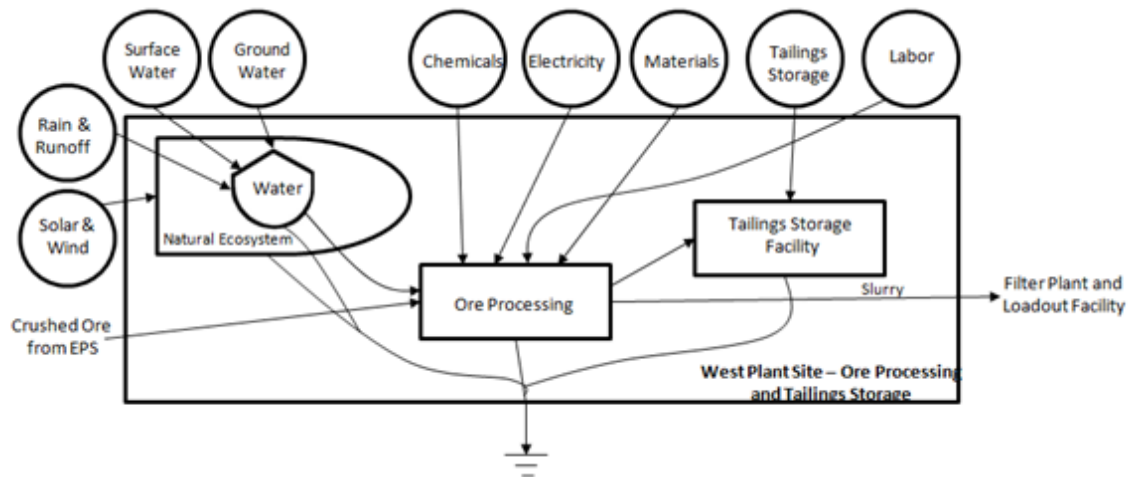 Surface
Water
Ground
Water
Chemicals
Electricity
Materials
Tailings
Storage
Labor
Rain &
Runoff
Solar &
Wind
Water
Natural Ecosystem
Tailings Storage
Facility
Ore Processing
Slurry
Filter Plant and
Loadout Facility
Crushed Ore
from EPS
West Plant Site – Ore Processing
and Tailings Storage